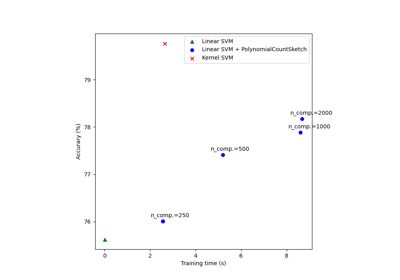 Linear SVM
Linear SVM + PolynomialCountSketch
Kernel SVM
79
78
77
76
n_comp.=2000
n_comp.=1000
n_comp.=500
n_comp.=250
Accurary (%)
0
2
4
6
8
Training time (s)